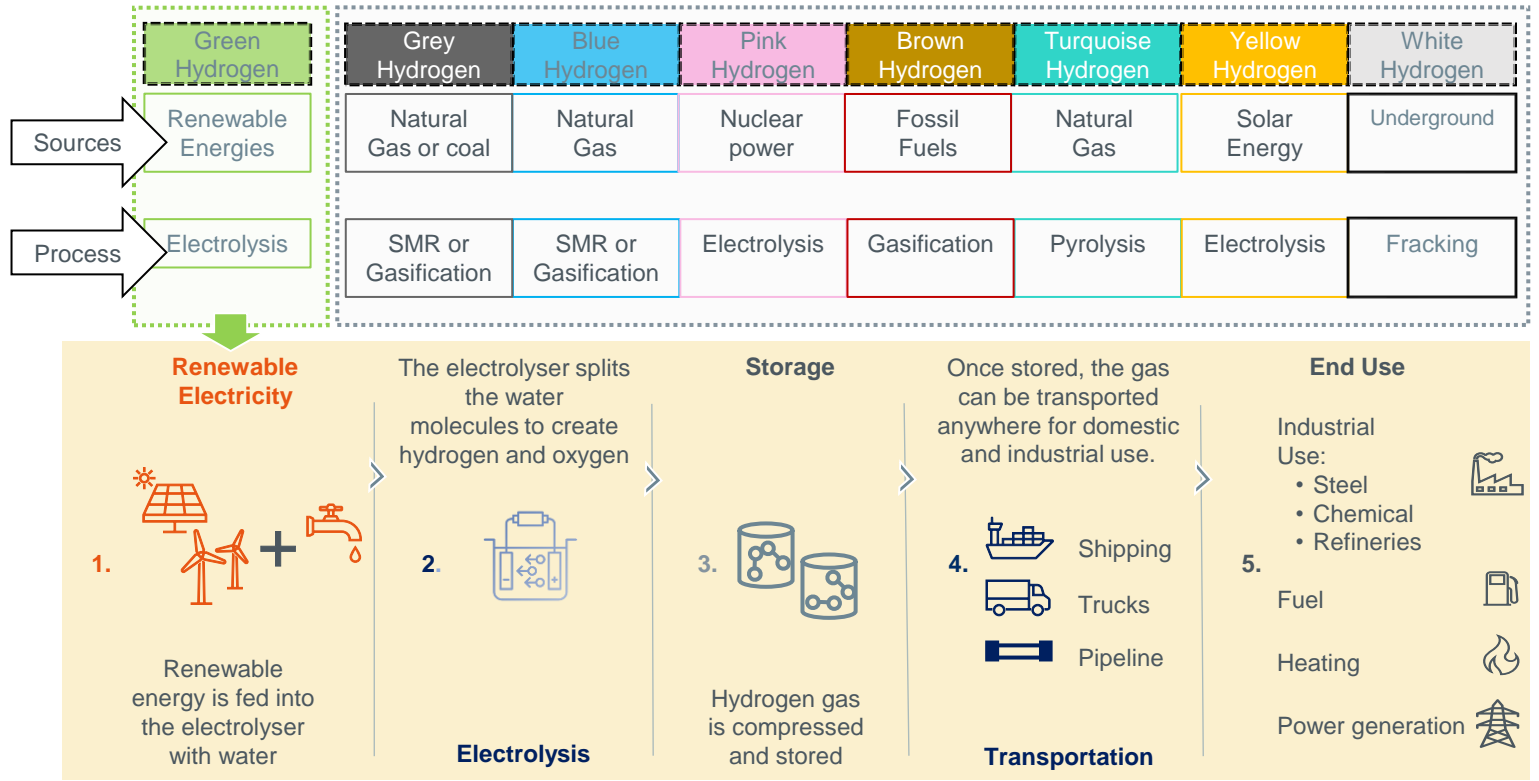 Green
Hydrogen
Grey
Hydrogen
Blue
Hydrogen
Pink
Hydrogen
Brown
Hydrogen
Turquoise
Hydrogen
Yellow
Hydrogen
White
Hydrogen
Sources
Renewable
Energies
Natural
Gas or coal
Natural
Gas
Nuclear
power
Fossil
Fuels
Natural
Gas
Solar
Energy
Underground
Process
Electrolysis
SMR or
Gasification
SMR or
Gasification
Electrolysis
Gasification
Pyrolysis
Electrolysis
Fracking
Renewable
Electricity
1.
Renewable
energy is fed into
the electrolyser
with water
The electrolyser splits
the water
molecules to create
hydrogen and oxygen
2.
- +
Electrolysis
Storage
3.
Hydrogen gas
is compressed
and stored
Once stored, the gas
can be transported
anywhere for domestic
and industrial use.
4.
Shipping
Trucks
Pipeline
Transportation
End Use
Industrial
Use:
• Steel
• Chemical
• Refineries
5.
Fuel
Heating
Power generation